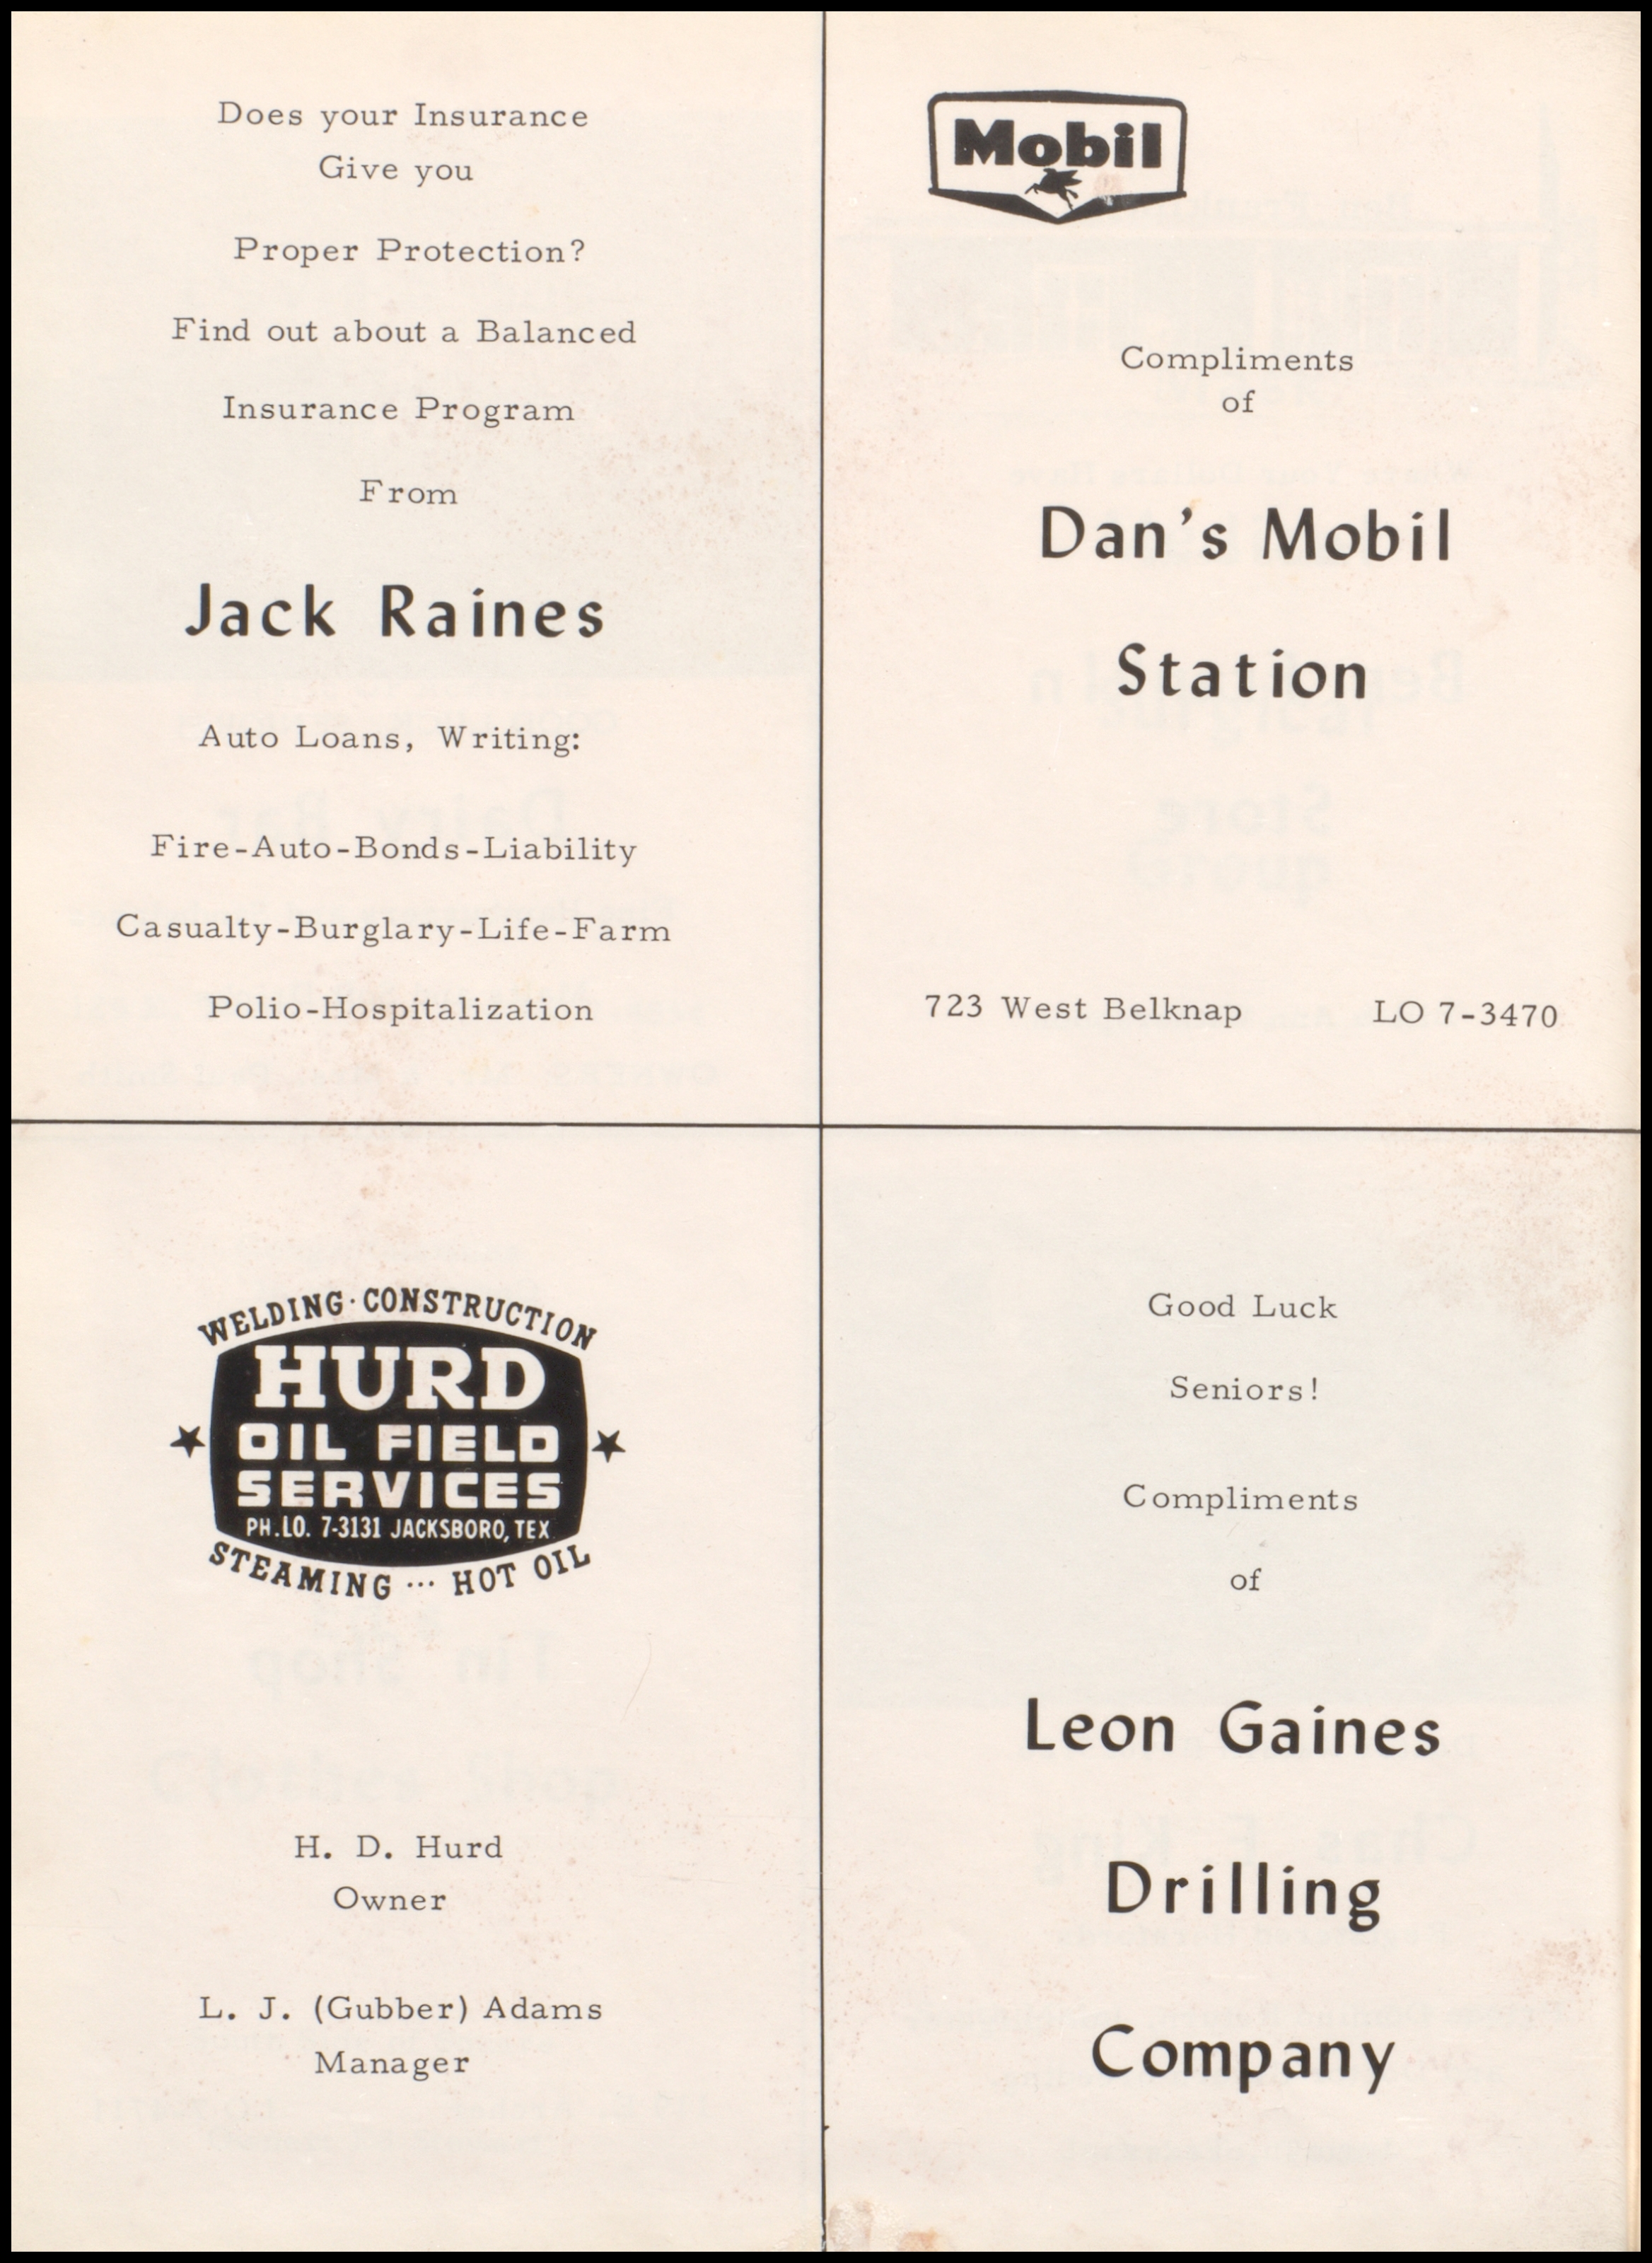 Does your Insurance
Give you
Proper Protection?
Find out about a Balanced
Insurance Program
From
Jack Raines
Auto Loans, Writing:
Fire-Auto-Bonds-Liability
Casualty-Burglary-Life-Farm
Polio-Hospitalization
Mobil
Compliments
of
Dan's Mobil
Station
723 West Belknap LO 7-3470
WELDING·CONSTRUCTION
HURD
OIL FIELD
SERVICES
PH.LO. 7-3131 JACKSBORO, TEX
STEAMING ... HOT OIL
H. D. Hurd
Owner
L. J. (Gubber) Adams
Manager
Good Luck
Seniors!
Compliments
of
Leon Gaines
Drilling
Company